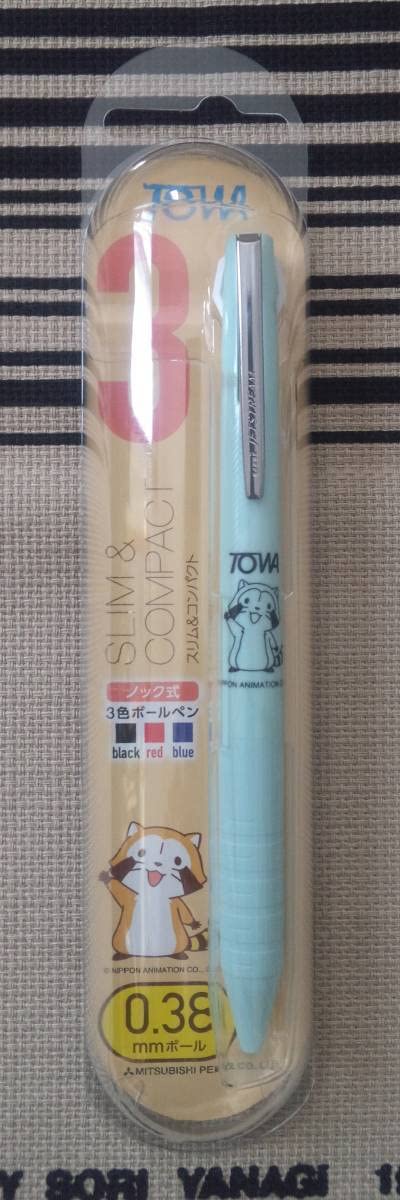 TOWA
3
SLIM &
COMPACT
スリム&コンパクト
ノック式
3色ボールペン
black red blue
TOWA
NIPPON ANIMATION CO
© NIPPON ANIMATION CO.,
0.38
mmボール
MITSUBISHI PE
CO.,
Y SORI YANAGI 19